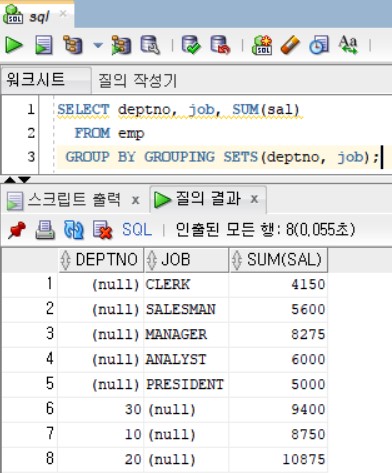 sql
워크시트 질의 작성기
1 SELECT deptno, job, SUM(sal)
2 FROM emp
3 GROUP BY GROUPING SETS(deptno, job);
스크립트 출력 x 질의 결과 x
SQL | 인출된 모든 행: 8(0,055초)
DEPTNO JOB SUM(SAL)
1 (null) CLERK 4150
2 (null) SALESMAN 5600
3 (null) MANAGER 8275
4 (null) ANALYST 6000
5 (null) PRESIDENT 5000
6 30 (null) 9400
7 10 (null) 8750
8 20 (null) 10875